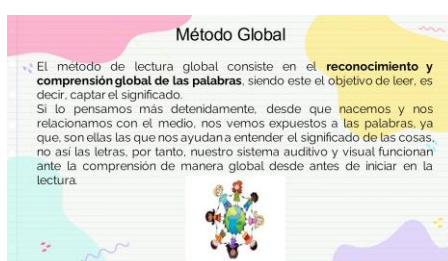 Método Global
El método de lectura global consiste en el reconocimiento y
comprensión global de las palabras, siendo este el objetivo de leer, es
decir, captar el significado.
Si lo pensamos más detenidamente, desde que nacemos y nos
relacionamos con el medio, nos vemos expuestos a las palabras, ya
que, son ellas las que nos ayudan a entender el significado de las cosas,
no así las letras, por tanto, nuestro sistema auditivo y visual funcionan
ante la comprensión de manera global desde antes de iniciar en la
lectura.